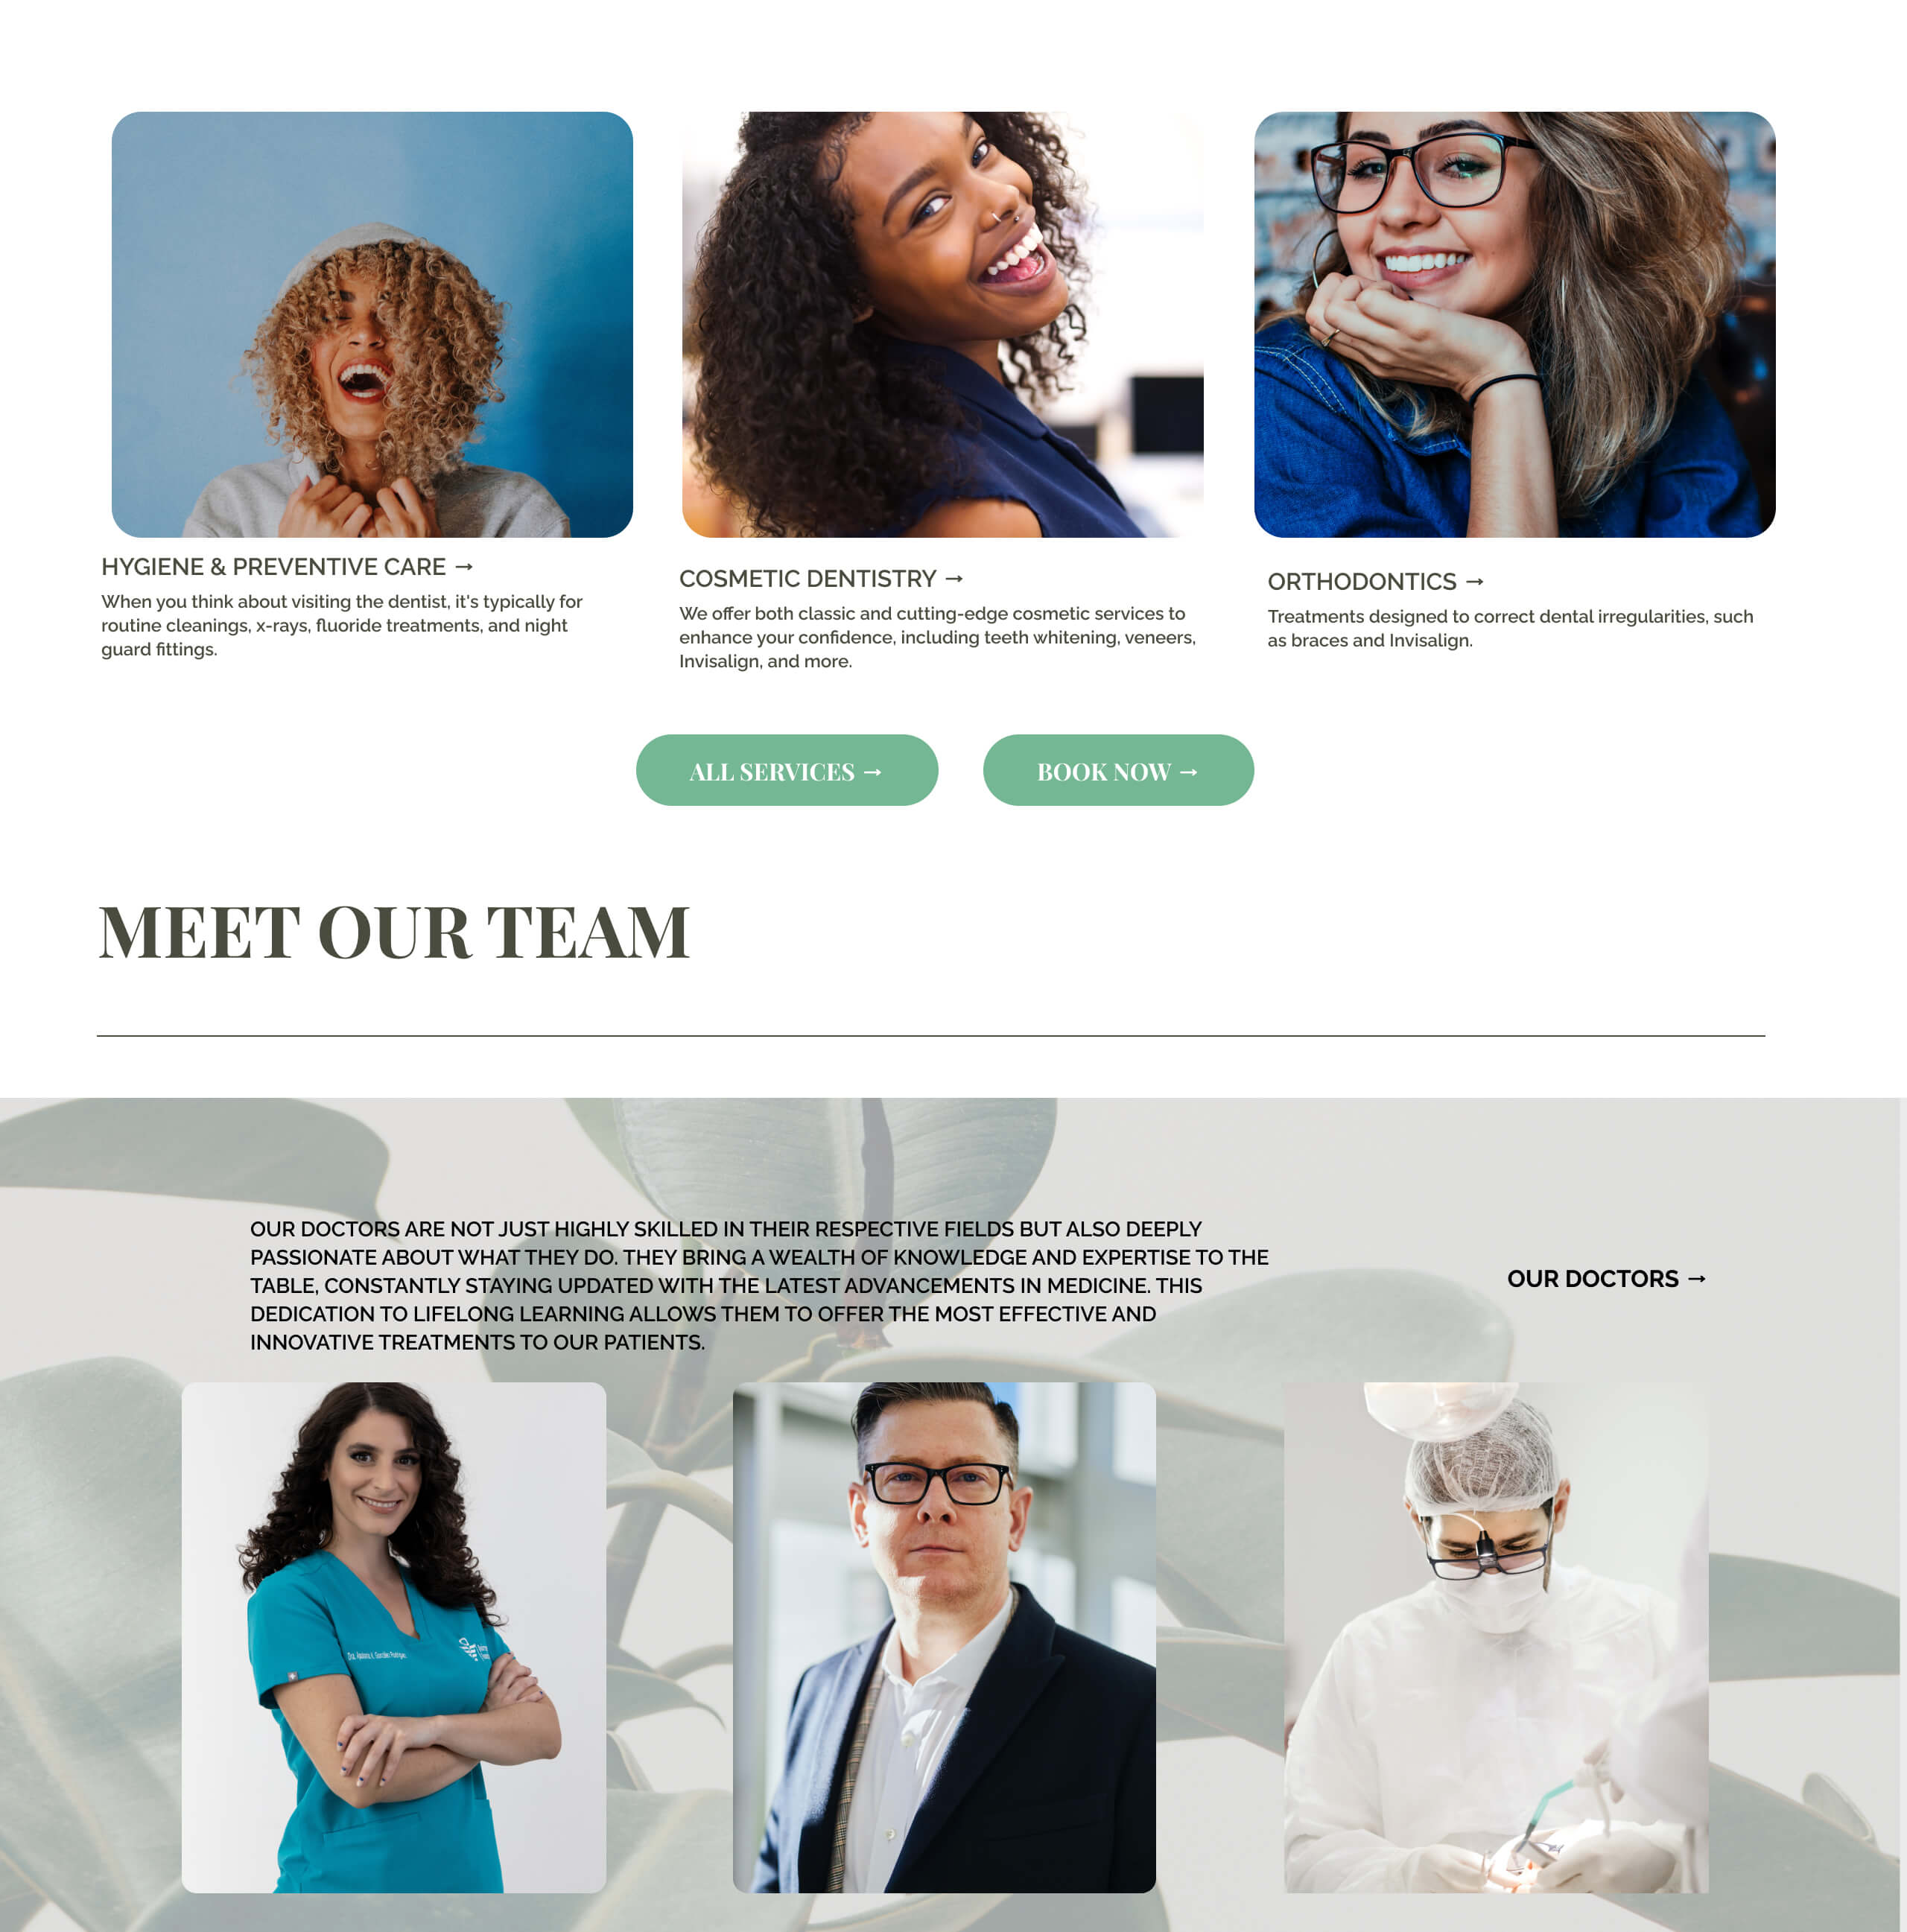 HYGIENE & PREVENTIVE CARE →
When you think about visiting the dentist, it's typically for
routine cleanings, x-rays, fluoride treatments, and night
guard fittings.
COSMETIC DENTISTRY →
We offer both classic and cutting-edge cosmetic services to
enhance your confidence, including teeth whitening, veneers,
Invisalign, and more.
ORTHODONTICS →
Treatments designed to correct dental irregularities, such
as braces and Invisalign.
ALL SERVICES →
BOOK NOW →
MEET OUR TEAM
OUR DOCTORS ARE NOT JUST HIGHLY SKILLED IN THEIR RESPECTIVE FIELDS BUT ALSO DEEPLY
PASSIONATE ABOUT WHAT THEY DO. THEY BRING A WEALTH OF KNOWLEDGE AND EXPERTISE TO THE
TABLE, CONSTANTLY STAYING UPDATED WITH THE LATEST ADVANCEMENTS IN MEDICINE. THIS
DEDICATION TO LIFELONG LEARNING ALLOWS THEM TO OFFER THE MOST EFFECTIVE AND
INNOVATIVE TREATMENTS TO OUR PATIENTS.
OUR DOCTORS →